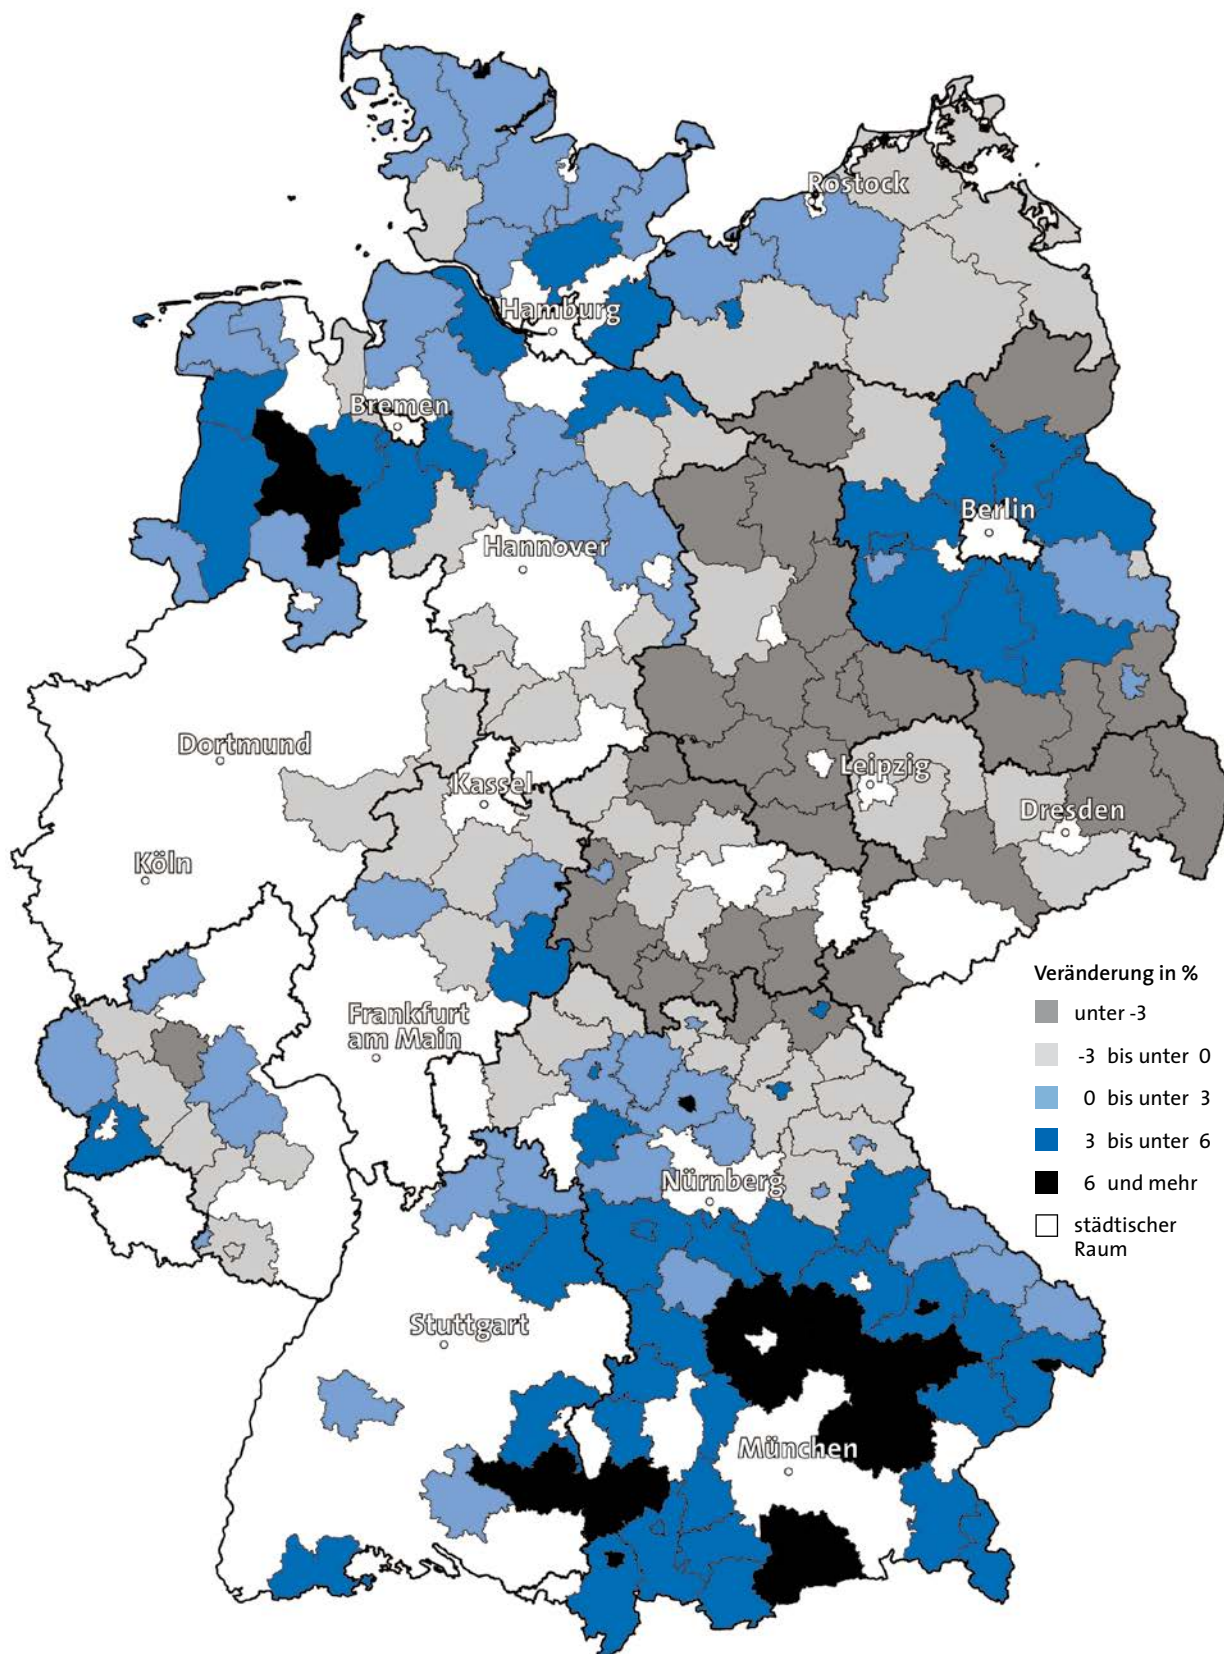 Rostock
Hamburg
Bremen
Berlin
Hannover
Dortmund
Leipzig
Kassel
Dresden
Köln
Veränderung in %
unter -3
-3 bis unter 0
0 bis unter 3
3 bis unter 6
6 und mehr
städtischer
Raum
Frankfurt
am Main
Nürnberg
Stuttgart
München